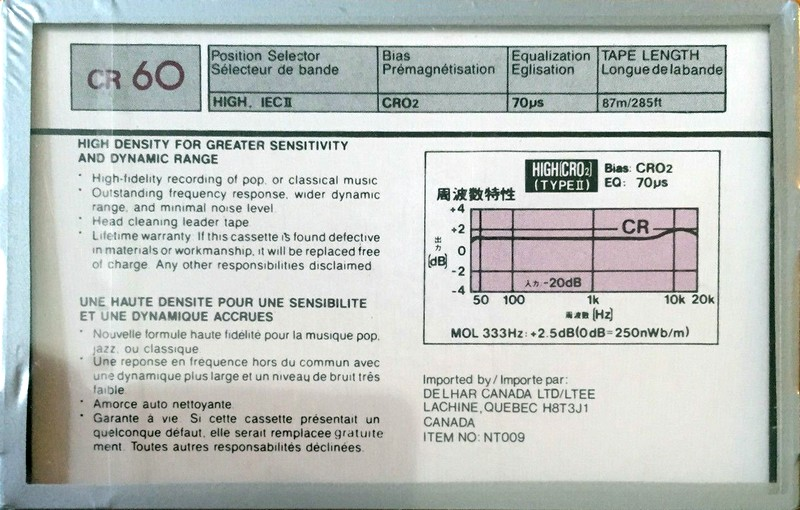 CR 60
Position Selector
Sélecteur de bande
HIGH, IECII
Bias
Prémagnétisation
CRO2
Equalization
Eglisation
70µs
TAPE LENGTH
Longue de la bande
87m/285ft
HIGH DENSITY FOR GREATER SENSITIVITY
AND DYNAMIC RANGE
• High-fidelity recording of pop, or classical music
• Outstanding frequency response, wider dynamic
range, and minimal noise level
• Head cleaning leader tape
• Lifetime warranty. If this cassette is found defective
in materials or workmanship, it will be replaced free
of charge. Any other responsibilities disclaimed.
UNE HAUTE DENSITE POUR UNE SENSIBILITE
ET UNE DYNAMIQUE ACCRUES
• Nouvelle formule haute fidélité pour la musique pop,
jazz, ou classique
• Une reponse en fréquence hors du commun avec
une dynamique plus large et un niveau de bruit très
faible
• Amorce auto nettoyante.
• Garantie à vie. Si cette cassette présentait un
quelconque défaut, elle serait remplacee gratuite
ment. Toutes autres responsabilités déclinées.
HIGH(CRO2)
(TYPEII)
Bias: CRO2
EQ: 70µs
周波数特性
+4
+2
0
-2
-4
出力
[dB]
CR
入力:-20dB
50 100 1k 10k 20k
周波数 [Hz]
MOL 333Hz:+2.5dB(0dB=250nWb/m)
Imported by/Importe par:
DELHAR CANADA LTD/LTEE
LACHINE, QUEBEC H8T3J1
CANADA
ITEM NO: NT009